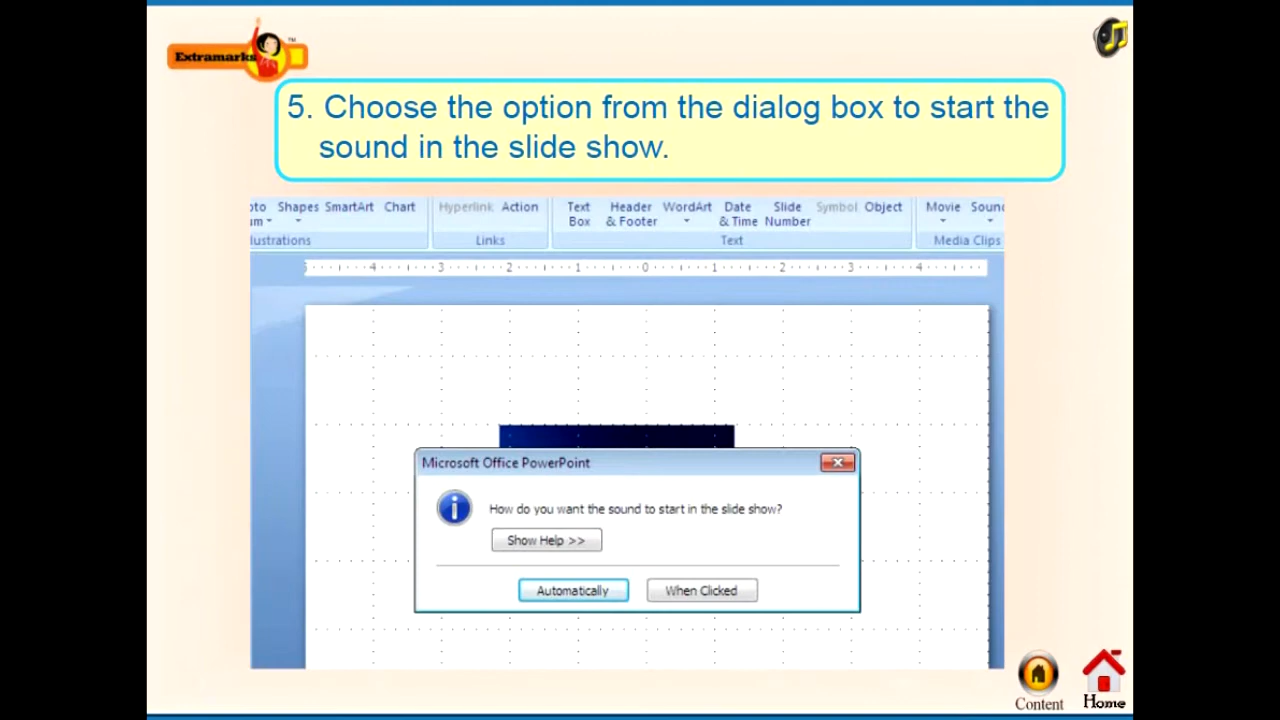 Extramarks
TM
5. Choose the option from the dialog box to start the
sound in the slide show.
oto Shapes SmartArt Chart Hyperlink Action Text Header WordArt Date Slide Symbol Object Movie Sound
um Box & Footer & Time Number
lustrations Links Text Media Clips
4 3 2 1 0 1 2 3 4
Microsoft Office PowerPoint
How do you want the sound to start in the slide show?
Show Help >>
Automatically When Clicked
Content Home